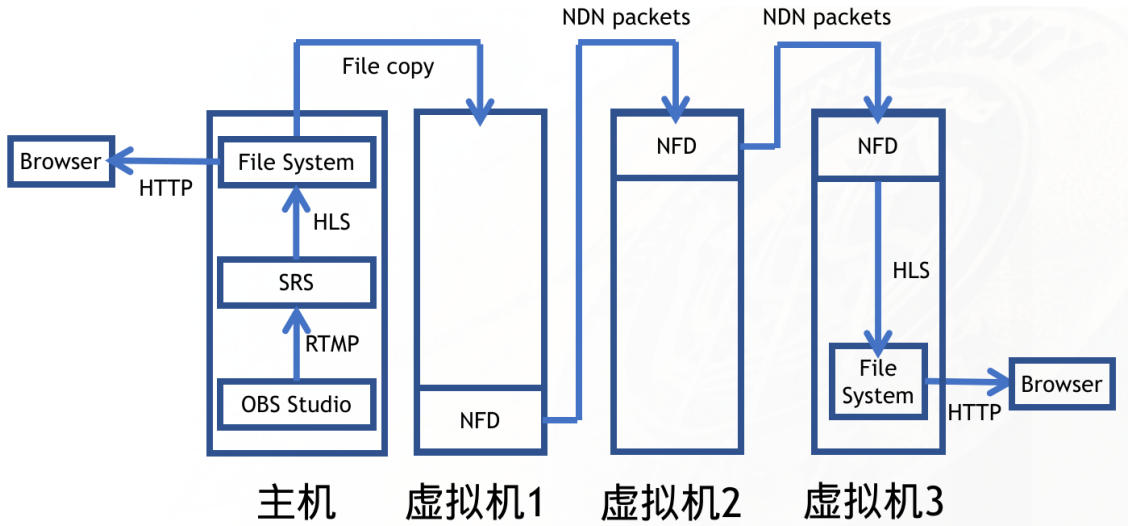 NDN packets
NDN packets
File copy
Browser
HTTP
File System
HLS
SRS
RTMP
OBS Studio
NFD
NFD
NFD
HLS
File
System
HTTP
Browser
主机
虚拟机1
虚拟机2
虚拟机3